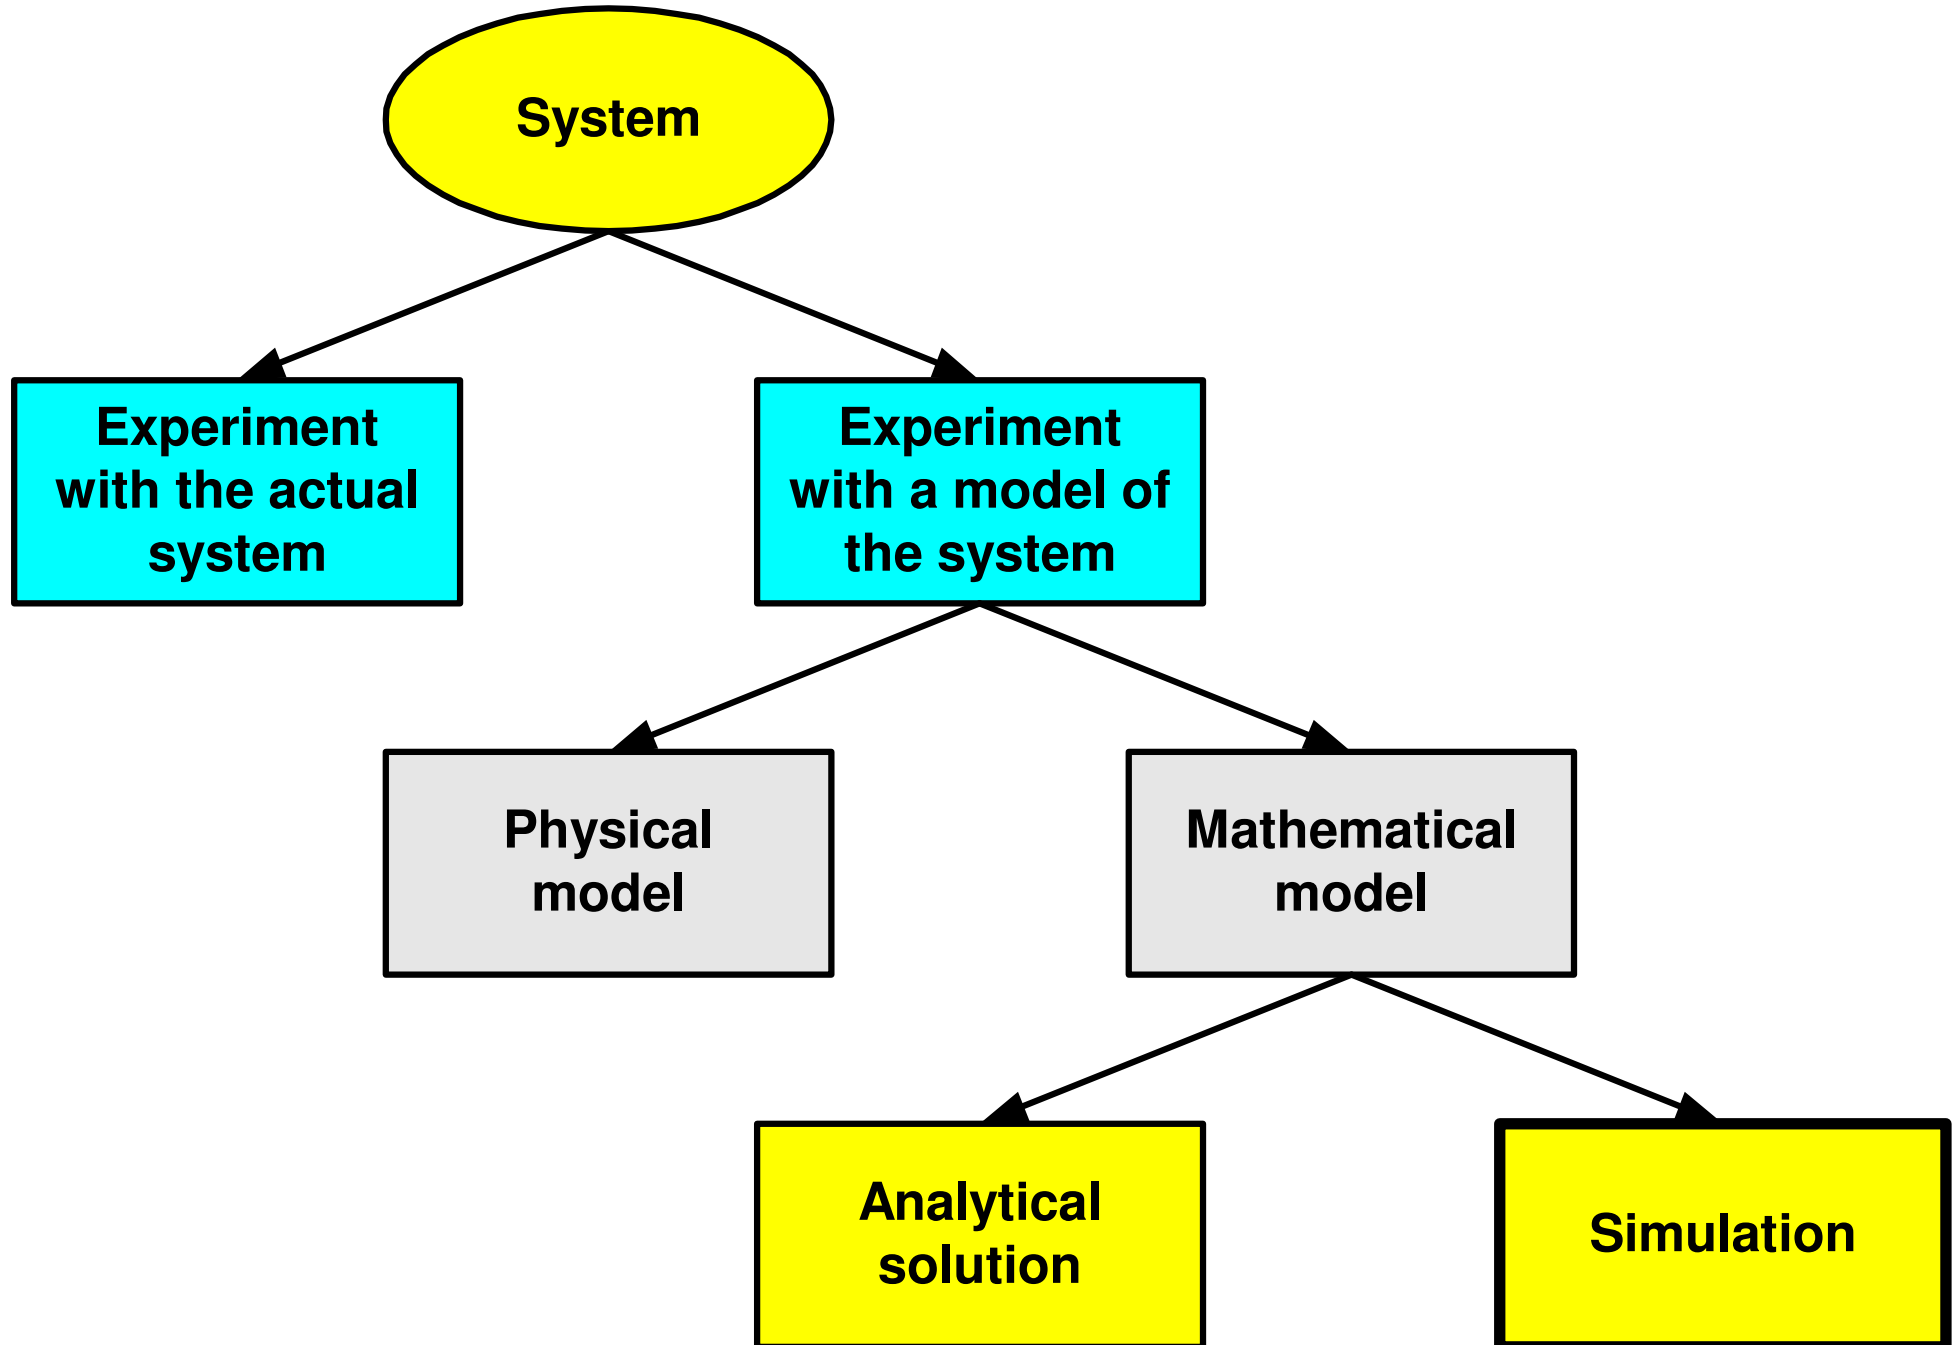 System
Experiment
with the actual
system
Experiment
with a model of
the system
Physical
model
Mathematical
model
Analytical
solution
Simulation